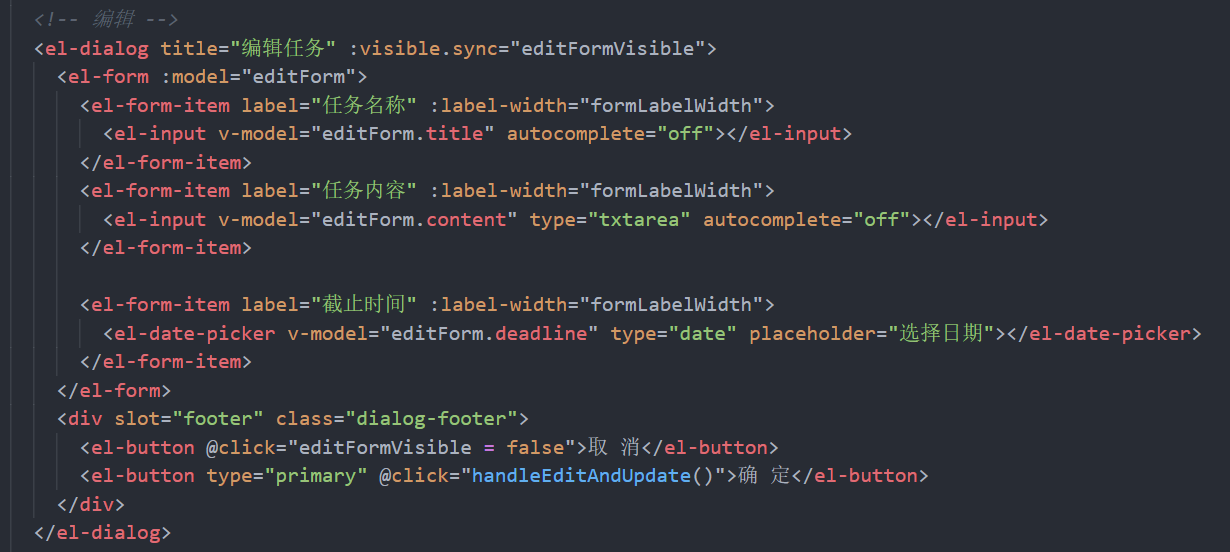 <!-- 编辑 -->
<el-dialog title="编辑任务" :visible.sync="editFormVisible">
<el-form :model="editForm">
<el-form-item label="任务名称" :label-width="formLabelWidth">
<el-input v-model="editForm.title" autocomplete="off"></el-input>
</el-form-item>
<el-form-item label="任务内容" :label-width="formLabelWidth">
<el-input v-model="editForm.content" type="txtarea" autocomplete="off"></el-input>
</el-form-item>
<el-form-item label="截止时间" :label-width="formLabelWidth">
<el-date-picker v-model="editForm.deadline" type="date" placeholder="选择日期"></el-date-picker>
</el-form-item>
</el-form>
<div slot="footer" class="dialog-footer">
<el-button @click="editFormVisible = false">取 消</el-button>
<el-button type="primary" @click="handleEditAndUpdate()">确 定</el-button>
</div>
</el-dialog>